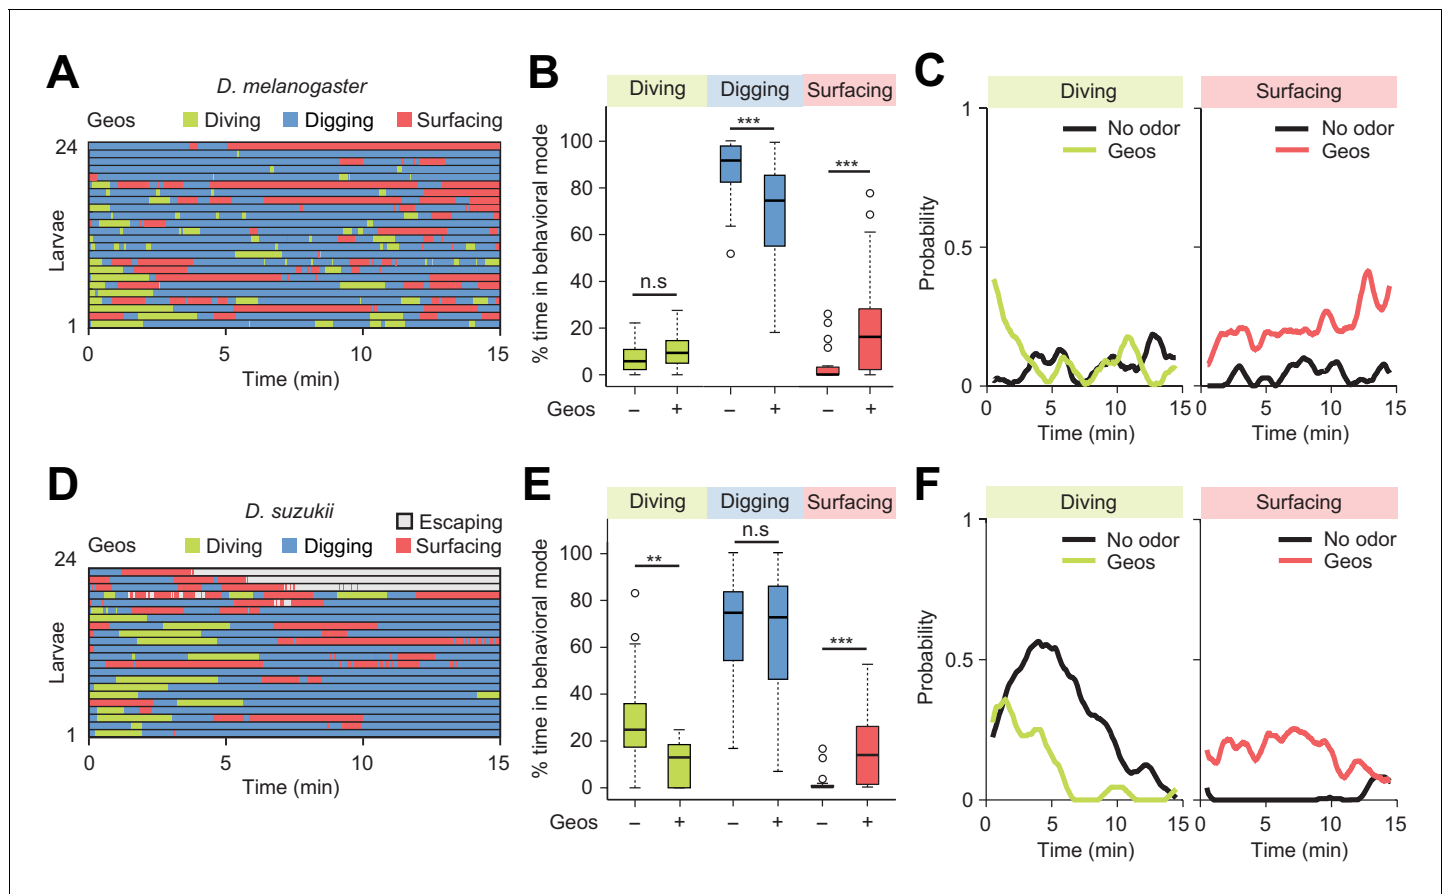 A
D. melanogaster
Geos Diving Digging Surfacing
24
Larvae
1
0 5 10 15
Time (min)
B
Diving Digging Surfacing
% time in behavioral mode
100
80
60
40
20
0
n.s
***
***
Geos – + – + – +
C
Diving Surfacing
Probability
1
0.5
0
No odor
Geos
No odor
Geos
0 5 10 15 0 5 10 15
Time (min) Time (min)
D
D. suzukii
Escaping
Geos Diving Digging Surfacing
24
Larvae
1
0 5 10 15
Time (min)
E
Diving Digging Surfacing
% time in behavioral mode
100
80
60
40
20
0
**
n.s
***
Geos – + – + – +
F
Diving Surfacing
Probability
1
0.5
0
No odor
Geos
No odor
Geos
0 5 10 15 0 5 10 15
Time (min) Time (min)